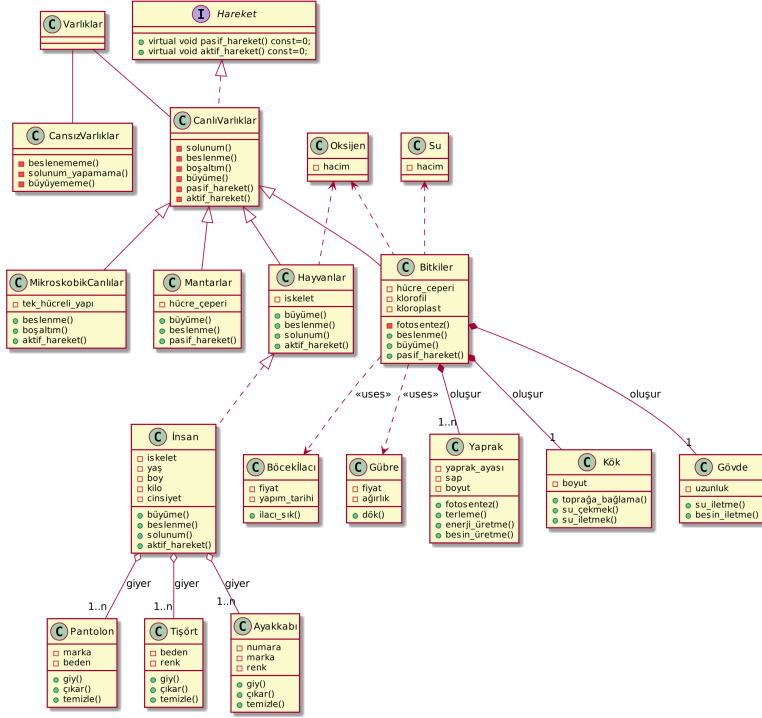 Varlıklar
Hareket
virtual void pasif_hareket() const=0;
virtual void aktif_hareket() const=0;
CansızVarlıklar
beslenememe()
solunum_yapamama()
büyüyememe()
CanlıVarlıklar
solunum()
beslenme()
boşaltım()
büyüme()
pasif_hareket()
aktif_hareket()
Oksijen
hacim
Su
hacim
MikroskobikCanlılar
tek_hücreli_yapı
beslenme()
boşaltım()
aktif_hareket()
Mantarlar
hücre_çeperi
büyüme()
beslenme()
pasif_hareket()
Hayvanlar
iskelet
büyüme()
beslenme()
solunum()
aktif_hareket()
Bitkiler
hücre_ceperi
klorofil
kloroplast
fotosentez()
beslenme()
büyüme()
pasif_hareket()
«uses»
«uses»
oluşur
1..n
oluşur
1
oluşur
1
İnsan
iskelet
yaş
boy
kilo
cinsiyet
büyüme()
beslenme()
solunum()
aktif_hareket()
Böcekİlacı
fiyat
yapım_tarihi
ilacı_sık()
Gübre
fiyat
ağırlık
dök()
Yaprak
yaprak_ayası
sap
boyut
fotosentez()
terleme()
enerji_üretme()
besin_üretme()
Kök
boyut
toprağa_bağlama()
su_çekmek()
su_iletmek()
Gövde
uzunluk
su_iletme()
besin_iletme()
giyer
1..n
giyer
1..n
giyer
1..n
Pantolon
marka
beden
giy()
çıkar()
temizle()
Tişört
beden
renk
giy()
çıkar()
temizle()
Ayakkabı
numara
marka
renk
giy()
çıkar()
temizle()